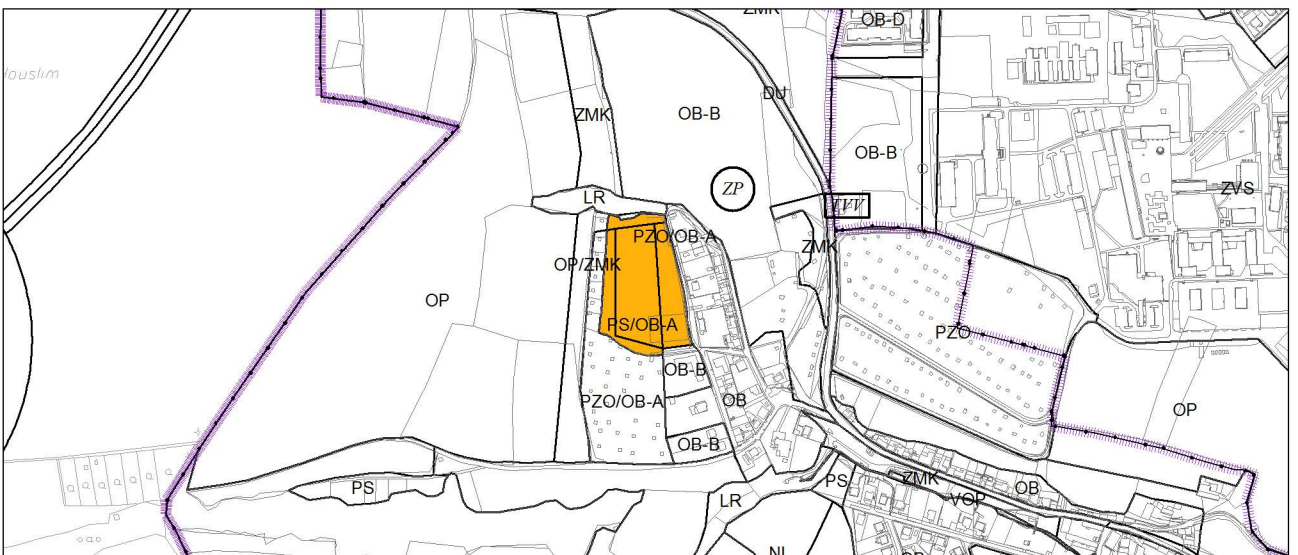 ZMK
OB-D
DU
ZMK
OB-B
OB-B
ZP
ZVS
LR
TVV
PZO/OB-A
ZMK
OP/ZMK
OP
PS/OB-A
PZO
OB-B
PZO/OB-A
OB
OP
OB-B
PS
LR
PS
ZMK
VOP
OB